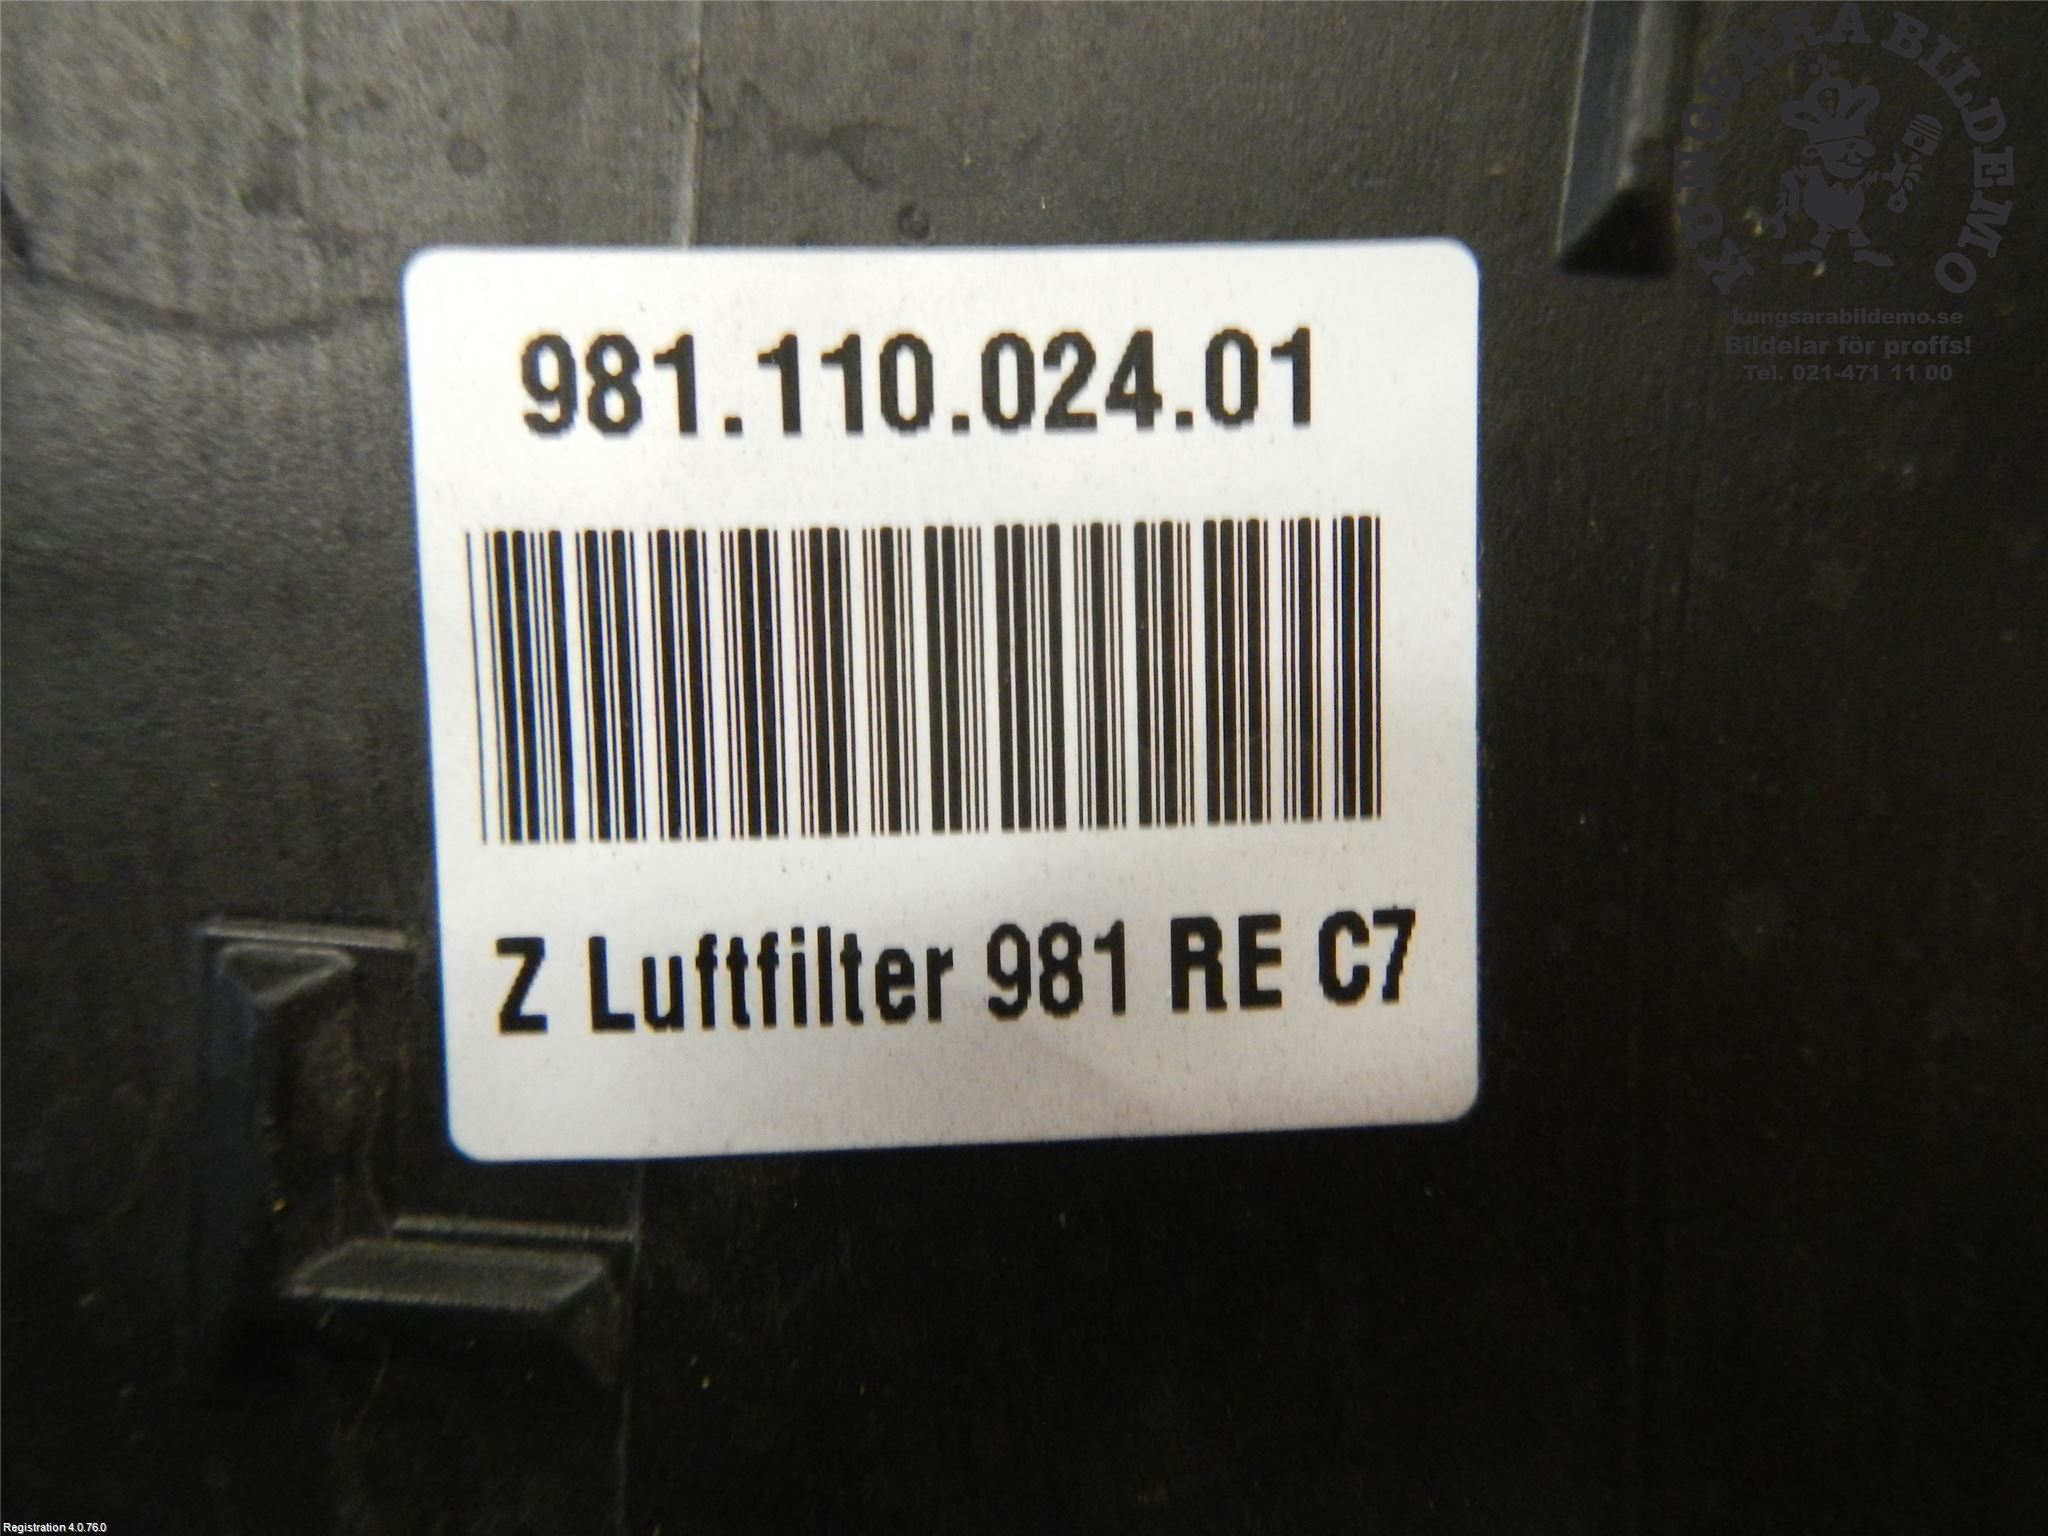 KUNGSARA BILDEMO
kungsarabildemo.se
Bildelar för proffs!
Tel. 021-471 11 00
981.110.024.01
Z Luftfilter 981 RE C7
Registration 4.0.76.0